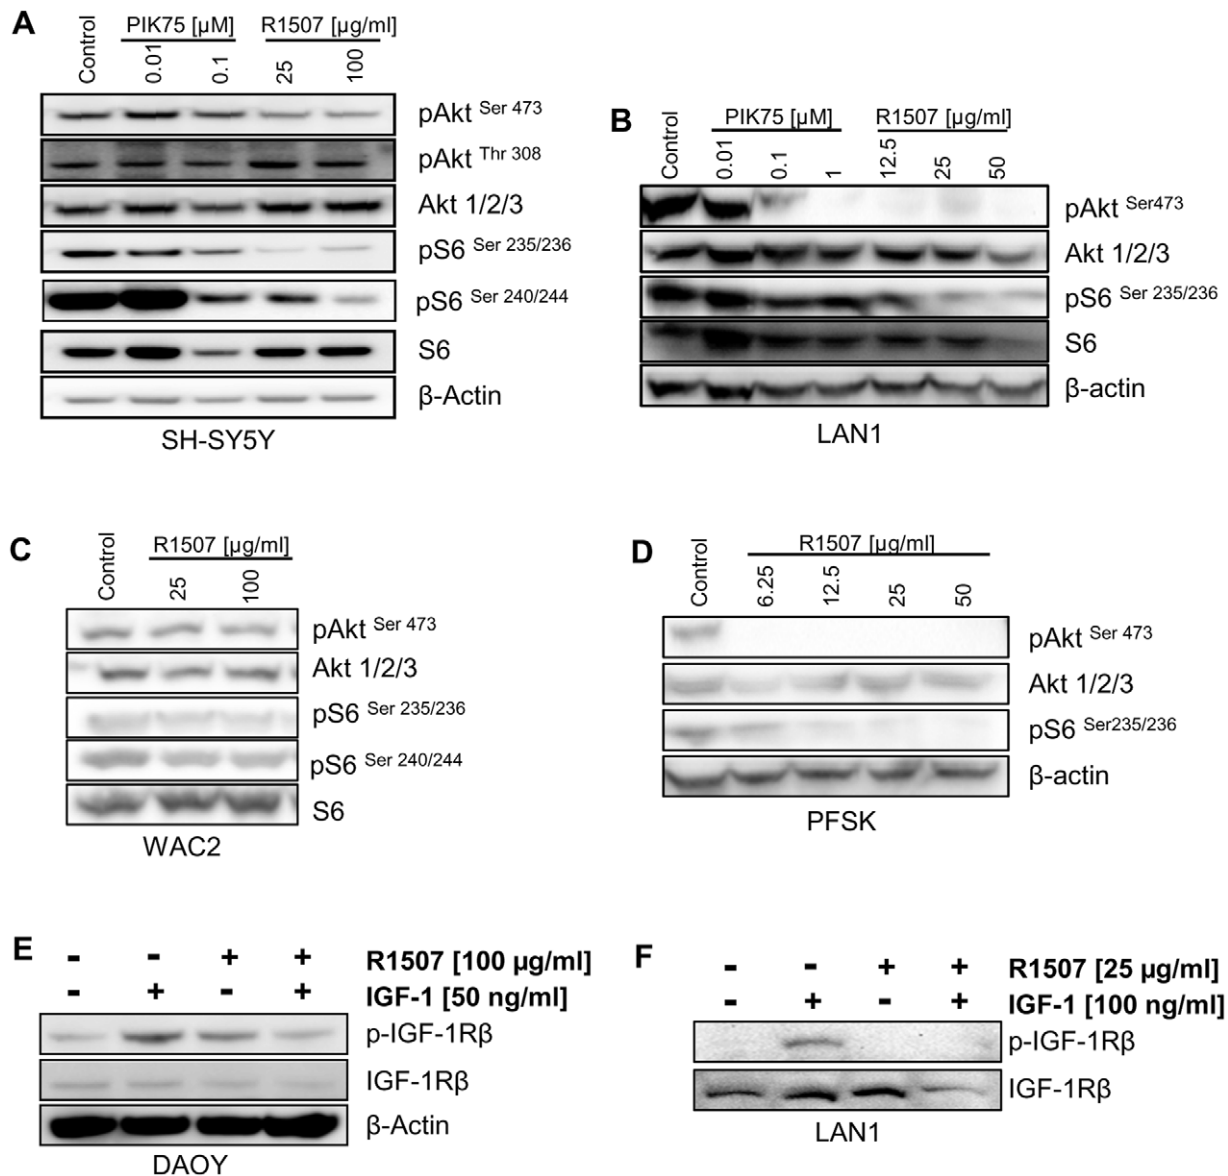 A
PIK75 [µM]
R1507 [µg/ml]
Control
0.01
0.1
25
100
pAkt Ser 473
pAkt Thr 308
Akt 1/2/3
pS6 Ser 235/236
pS6 Ser 240/244
S6
β-Actin
SH-SY5Y
B
PIK75 [µM]
R1507 [µg/ml]
Control
0.01
0.1
1
12.5
25
50
pAkt Ser473
Akt 1/2/3
pS6 Ser 235/236
S6
β-actin
LAN1
C
R1507 [µg/ml]
Control
25
100
pAkt Ser 473
Akt 1/2/3
pS6 Ser 235/236
pS6 Ser 240/244
S6
WAC2
D
R1507 [µg/ml]
Control
6.25
12.5
25
50
pAkt Ser 473
Akt 1/2/3
pS6 Ser235/236
β-actin
PFSK
E
- - + + R1507 [100 µg/ml]
- + - + IGF-1 [50 ng/ml]
p-IGF-1Rβ
IGF-1Rβ
β-Actin
DAOY
F
- - + + R1507 [25 µg/ml]
- + - + IGF-1 [100 ng/ml]
p-IGF-1Rβ
IGF-1Rβ
LAN1